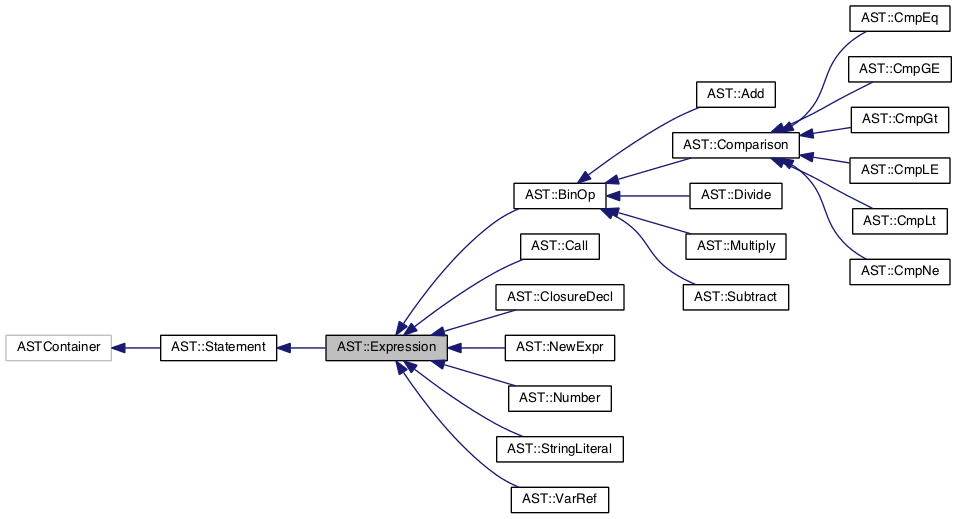 AST::CmpEq
AST::CmpGE
AST::Add
AST::CmpGt
AST::Comparison
AST::CmpLE
AST::BinOp
AST::Divide
AST::CmpLt
AST::Call
AST::Multiply
AST::CmpNe
AST::ClosureDecl
AST::Subtract
ASTContainer
AST::Statement
AST::Expression
AST::NewExpr
AST::Number
AST::StringLiteral
AST::VarRef